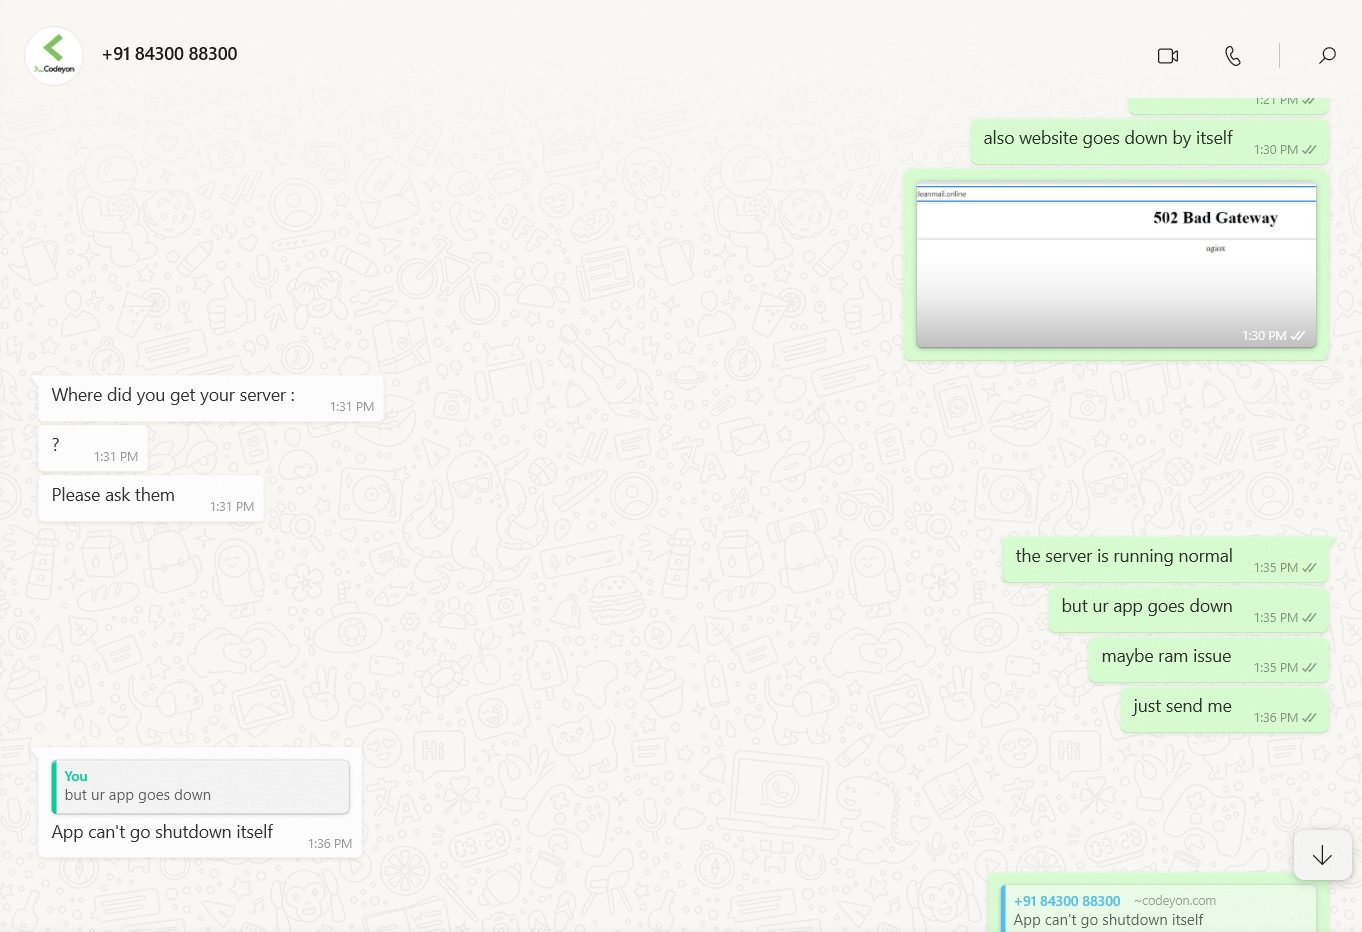 >_Codeyon
+91 84300 88300
1:21 PM
also website goes down by itself
1:30 PM
leanmail.online
502 Bad Gateway
nginx
1:30 PM
Where did you get your server :
1:31 PM
?
1:31 PM
Please ask them
1:31 PM
the server is running normal
1:35 PM
but ur app goes down
1:35 PM
maybe ram issue
1:35 PM
just send me
1:36 PM
You
but ur app goes down
App can't go shutdown itself
1:36 PM
+91 84300 88300 ~codeyon.com
App can't go shutdown itself